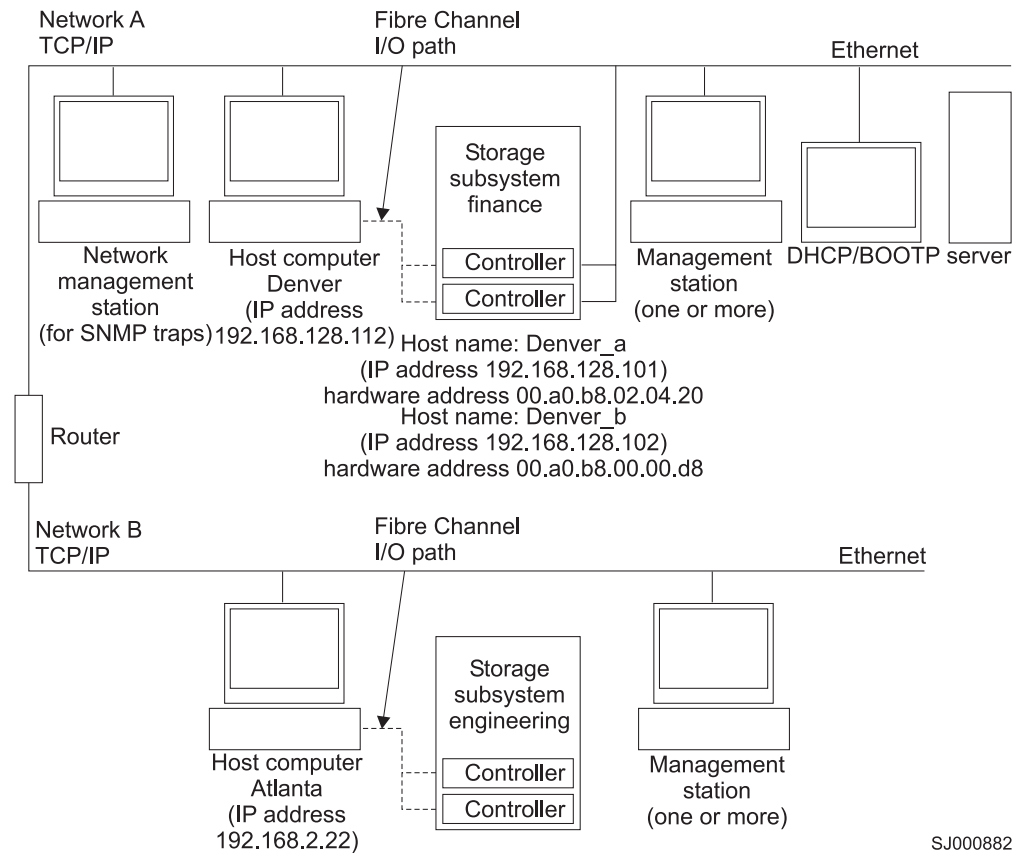 Network A
TCP/IP
Fibre Channel
I/O path
Ethernet
Storage
subsystem
finance
Controller
Controller
Network
management
station
(for SNMP traps)
Host computer
Denver
(IP address
192.168.128.112)
Management
station
(one or more)
DHCP/BOOTP server
Host name: Denver_a
(IP address 192.168.128.101)
hardware address 00.a0.b8.02.04.20
Host name: Denver_b
(IP address 192.168.128.102)
hardware address 00.a0.b8.00.00.d8
Router
Network B
TCP/IP
Fibre Channel
I/O path
Ethernet
Storage
subsystem
engineering
Controller
Controller
Host computer
Atlanta
(IP address
192.168.2.22)
Management
station
(one or more)
SJ000882